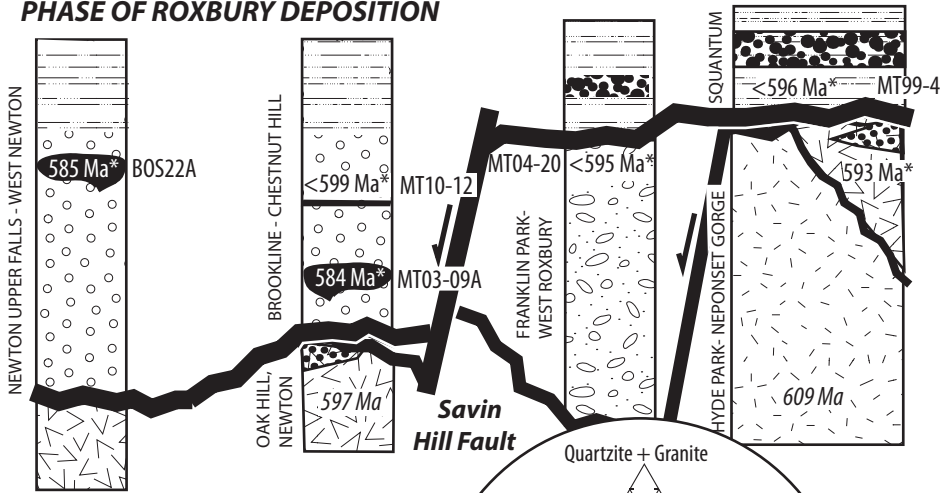 PHASE OF ROXBURY DEPOSITION
NEWTON UPPER FALLS - WEST NEWTON
585 Ma*
BOS22A
BROOKLINE - CHESTNUT HILL
<599 Ma*
MT10-12
584 Ma*
MT03-09A
OAK HILL,
NEWTON
597 Ma
Savin
Hill Fault
MT04-20
<595 Ma*
FRANKLIN PARK-
WEST ROXBURY
SQUANTUM
<596 Ma*
MT99-4
593 Ma*
HYDE PARK- NEPONSET GORGE
609 Ma
Quartzite + Granite